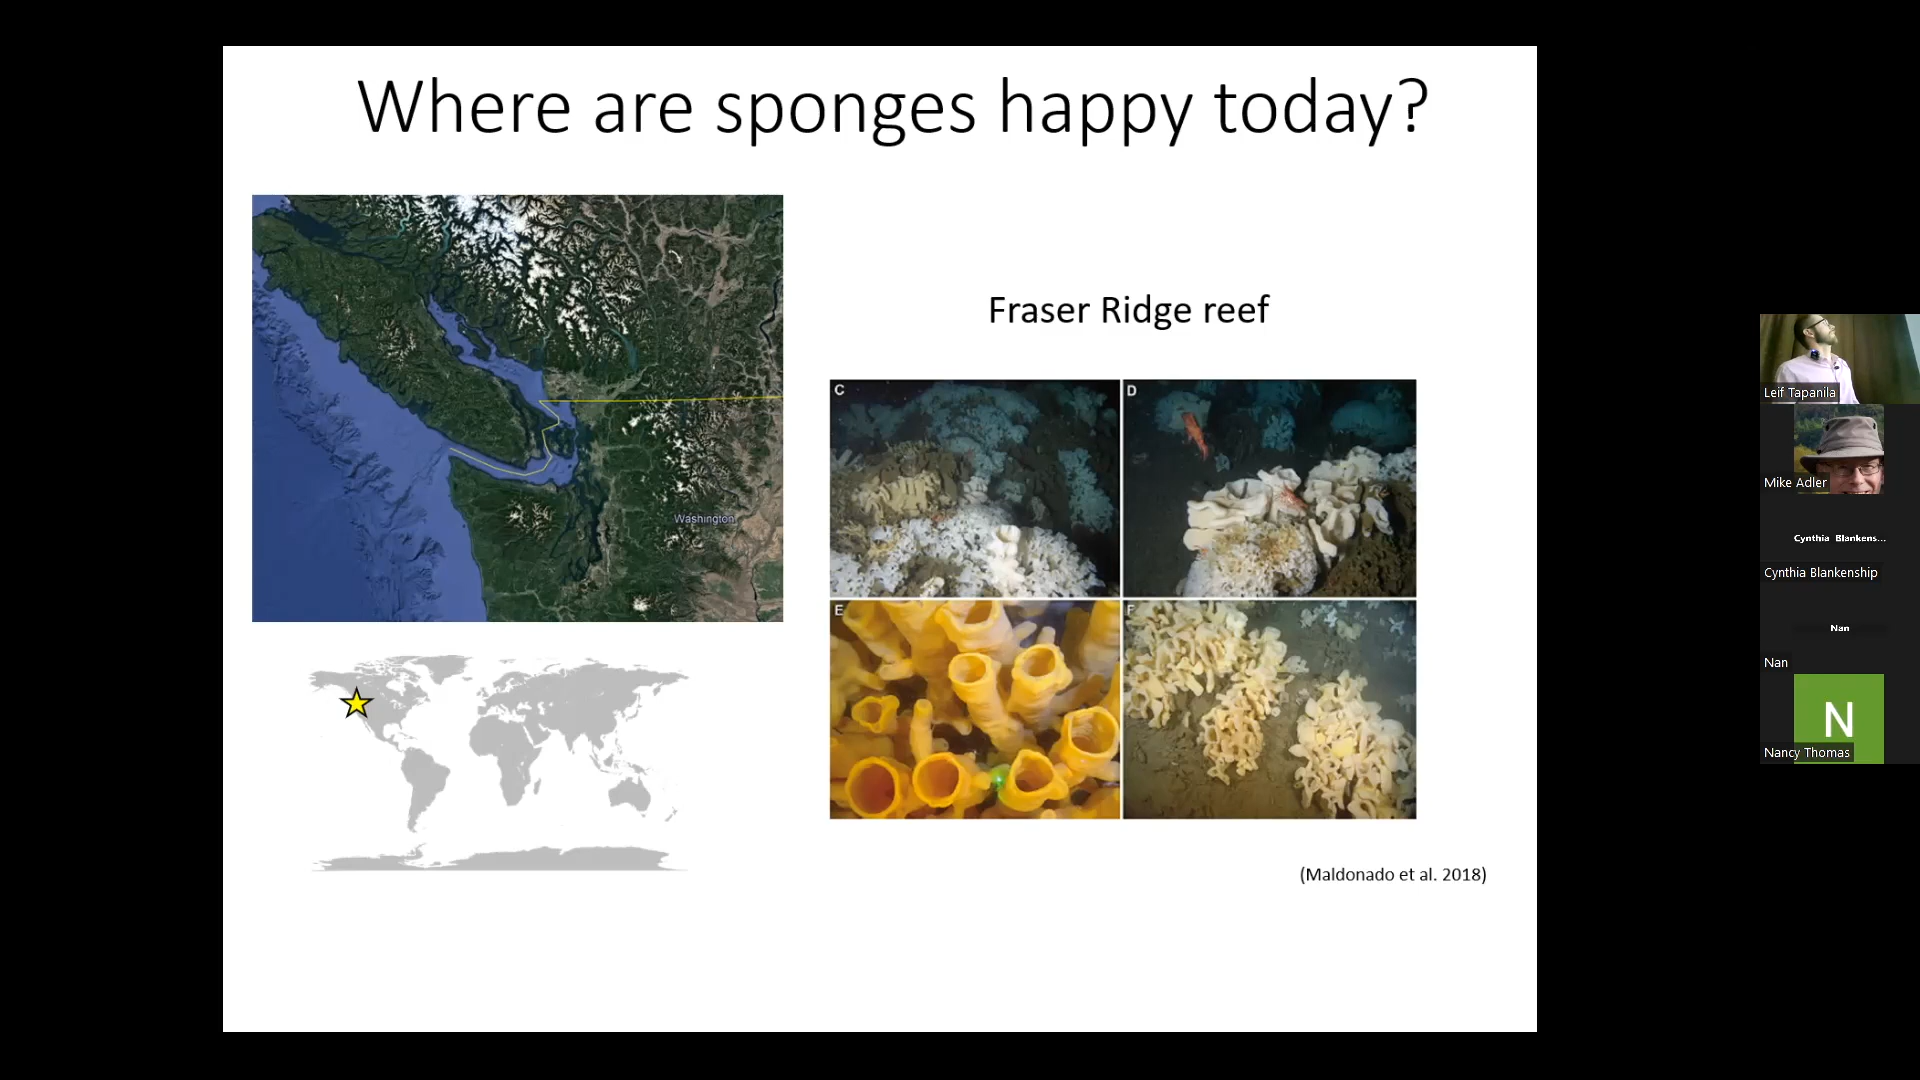 Where are sponges happy today?
Washington
Fraser Ridge reef
C
D
E
F
(Maldonado et al. 2018)
Leif Tapanila
Mike Adler
Cynthia Blankens...
Cynthia Blankenship
Nan
Nan
N
Nancy Thomas